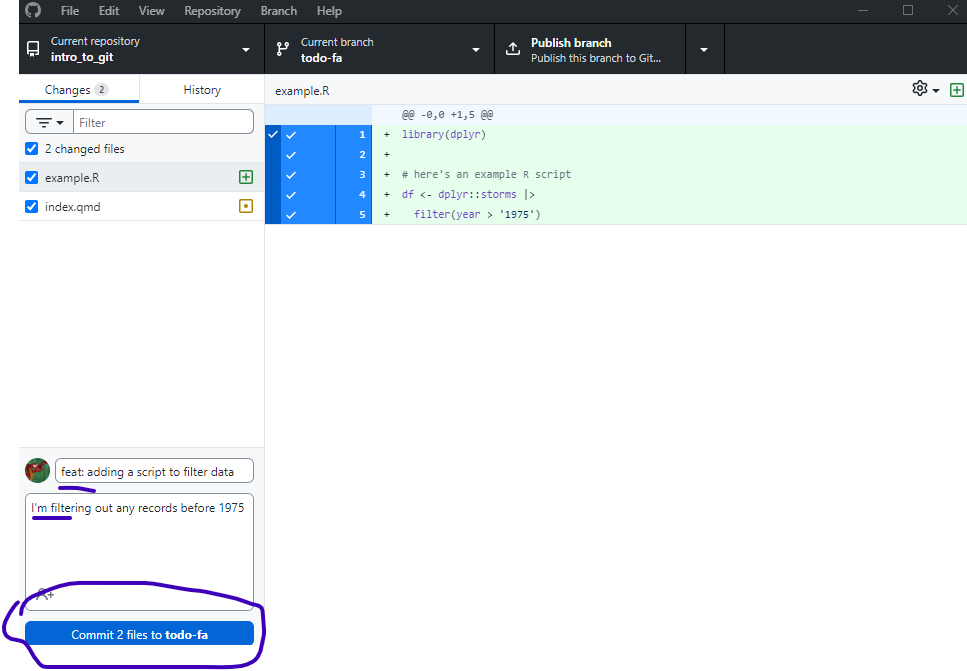 File Edit View Repository Branch Help
Current repository
intro_to_git
Current branch
todo-fa
Publish branch
Publish this branch to Git...
Changes 2
History
example.R
Filter
2 changed files
example.R
index.qmd
@@ -0,0 +1,5 @@
1 + library(dplyr)
2 +
3 + # here's an example R script
4 + df <- dplyr::storms |>
5 + filter(year > '1975')
feat: adding a script to filter data
I'm filtering out any records before 1975
Commit 2 files to todo-fa